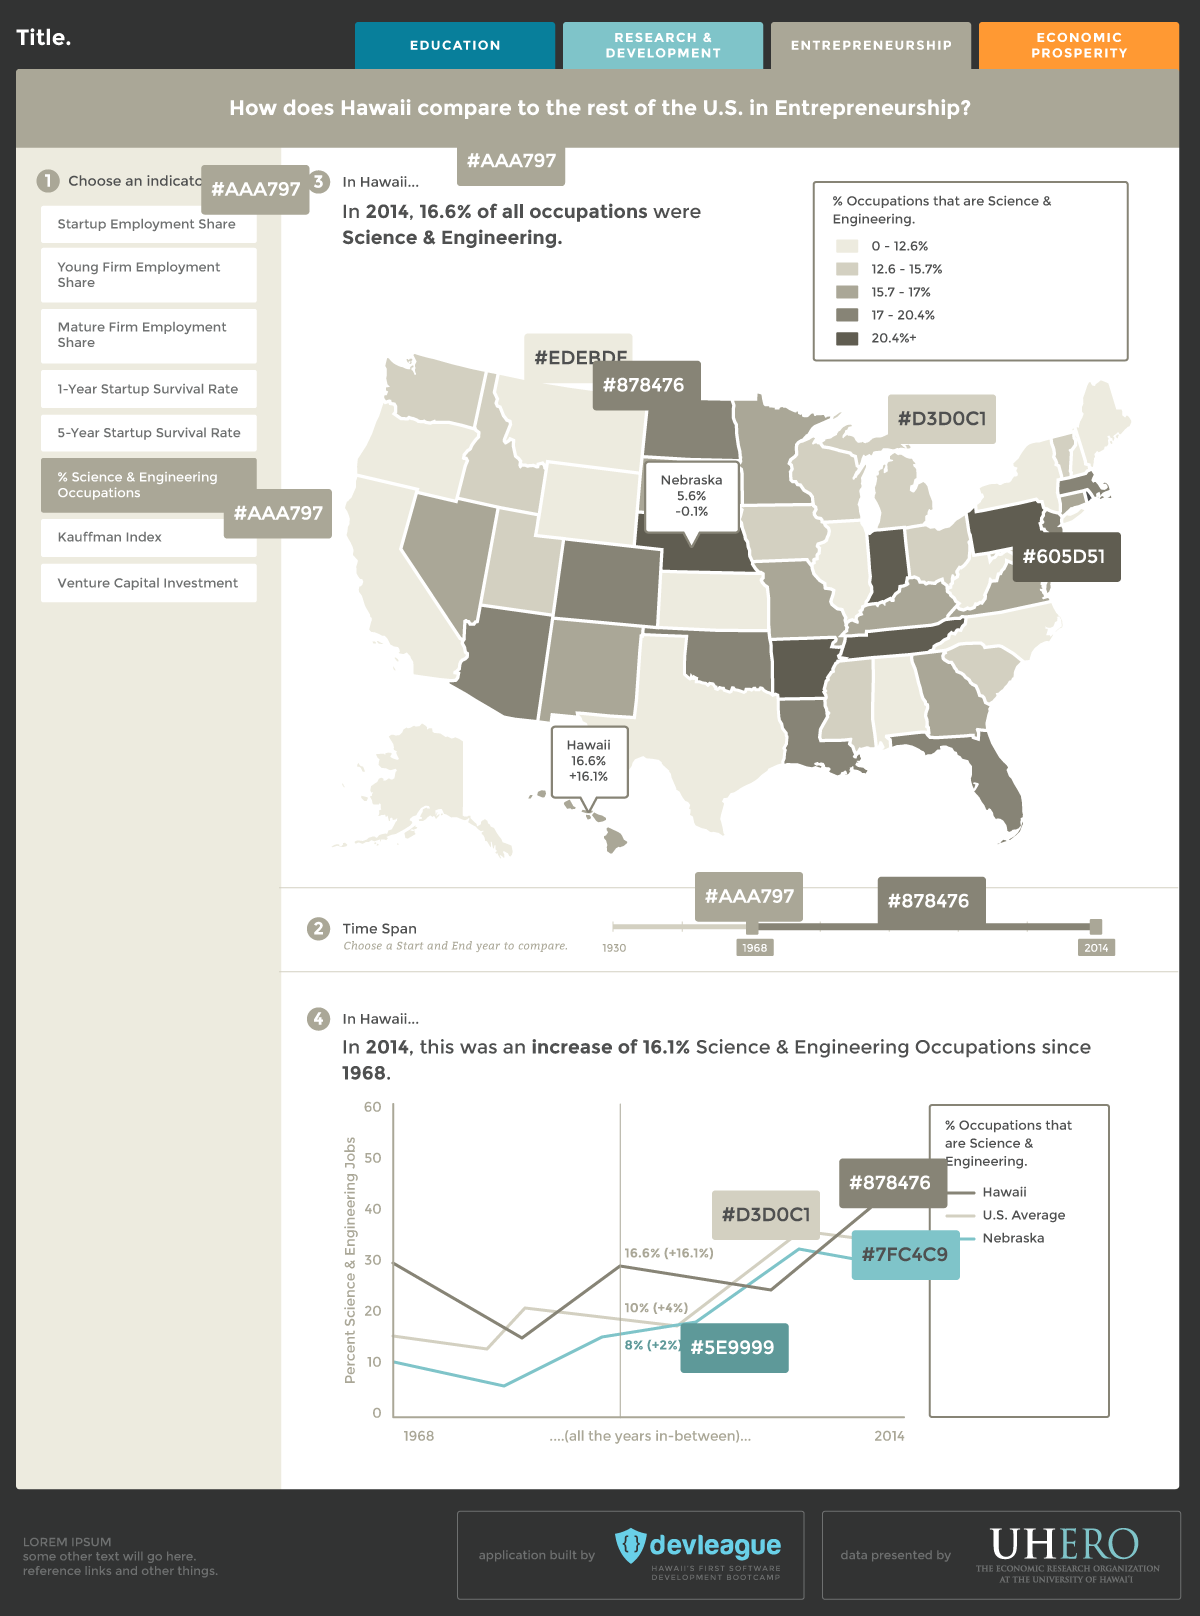 Title.
EDUCATION
RESEARCH &
DEVELOPMENT
ENTREPRENEURSHIP
ECONOMIC
PROSPERITY
How does Hawaii compare to the rest of the U.S. in Entrepreneurship?
1 Choose an indicato
#AAA797
Startup Employment Share
Young Firm Employment
Share
Mature Firm Employment
Share
1-Year Startup Survival Rate
5-Year Startup Survival Rate
% Science & Engineering
Occupations
#AAA797
Kauffman Index
Venture Capital Investment
#AAA797
3 In Hawaii...
In 2014, 16.6% of all occupations were
Science & Engineering.
% Occupations that are Science &
Engineering.
0 - 12.6%
12.6 - 15.7%
15.7 - 17%
17 - 20.4%
20.4%+
#EDEBDF
#878476
#D3D0C1
Nebraska
5.6%
-0.1%
#605D51
Hawaii
16.6%
+16.1%
2 Time Span
Choose a Start and End year to compare.
#AAA797
#878476
1930
1968
2014
4 In Hawaii...
In 2014, this was an increase of 16.1% Science & Engineering Occupations since
1968.
Percent Science & Engineering Jobs
60
50
40
30
20
10
0
16.6% (+16.1%)
10% (+4%)
8% (+2%)
#D3D0C1
#878476
#7FC4C9
#5E9999
1968
....(all the years in-between)...
2014
% Occupations that
are Science &
Engineering.
Hawaii
U.S. Average
Nebraska
LOREM IPSUM
some other text will go here.
reference links and other things.
application built by
{} devleague
HAWAII'S FIRST SOFTWARE
DEVELOPMENT BOOTCAMP
data presented by
UHERO
THE ECONOMIC RESEARCH ORGANIZATION
AT THE UNIVERSITY OF HAWAI'I